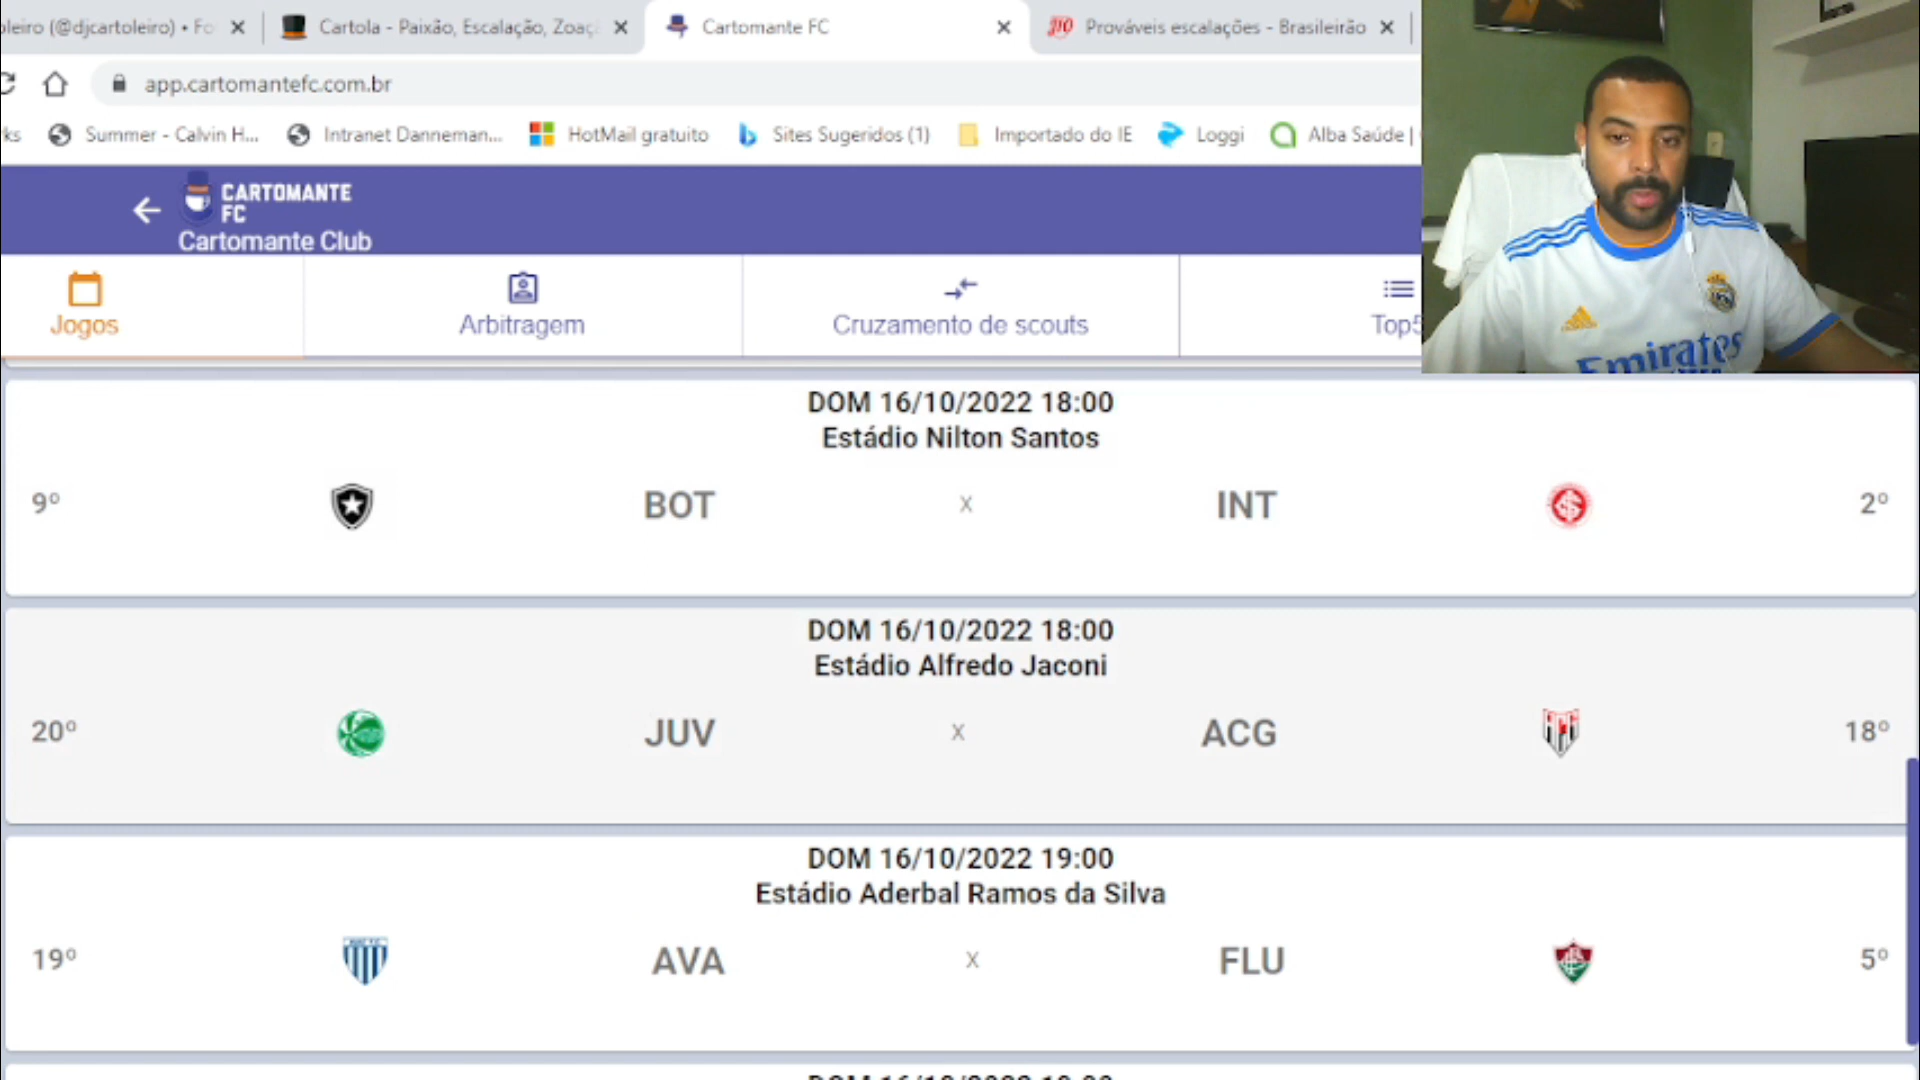 oleiro (@djcartoleiro) • Fo
Cartola - Paixão, Escalação, Zoaç
Cartomante FC
Prováveis escalações - Brasileirão
app.cartomantefc.com.br
ks
Summer - Calvin H...
Intranet Danneman...
HotMail gratuito
Sites Sugeridos (1)
Importado do IE
Loggi
Alba Saúde |
CARTOMANTE
FC
Cartomante Club
Jogos
Arbitragem
Cruzamento de scouts
Top5
Emirates
DOM 16/10/2022 18:00
Estádio Nilton Santos
9º BOT X INT 2º
DOM 16/10/2022 18:00
Estádio Alfredo Jaconi
20º JUV X ACG 18º
DOM 16/10/2022 19:00
Estádio Aderbal Ramos da Silva
19º AVA X FLU 5º